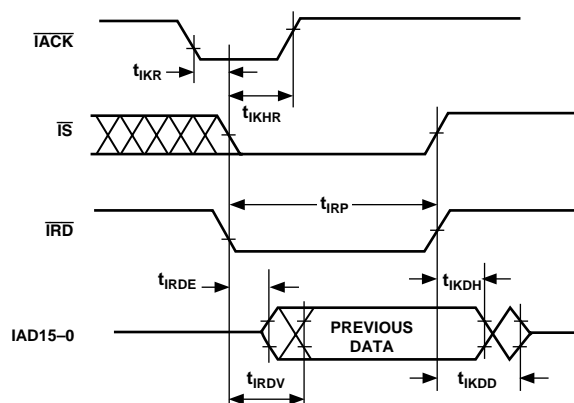 IACK
tIKR
tIKHR
IS
tIRP
IRD
tIRDE
tIKDH
IAD15–0
PREVIOUS
DATA
tIKDD
tIRDV